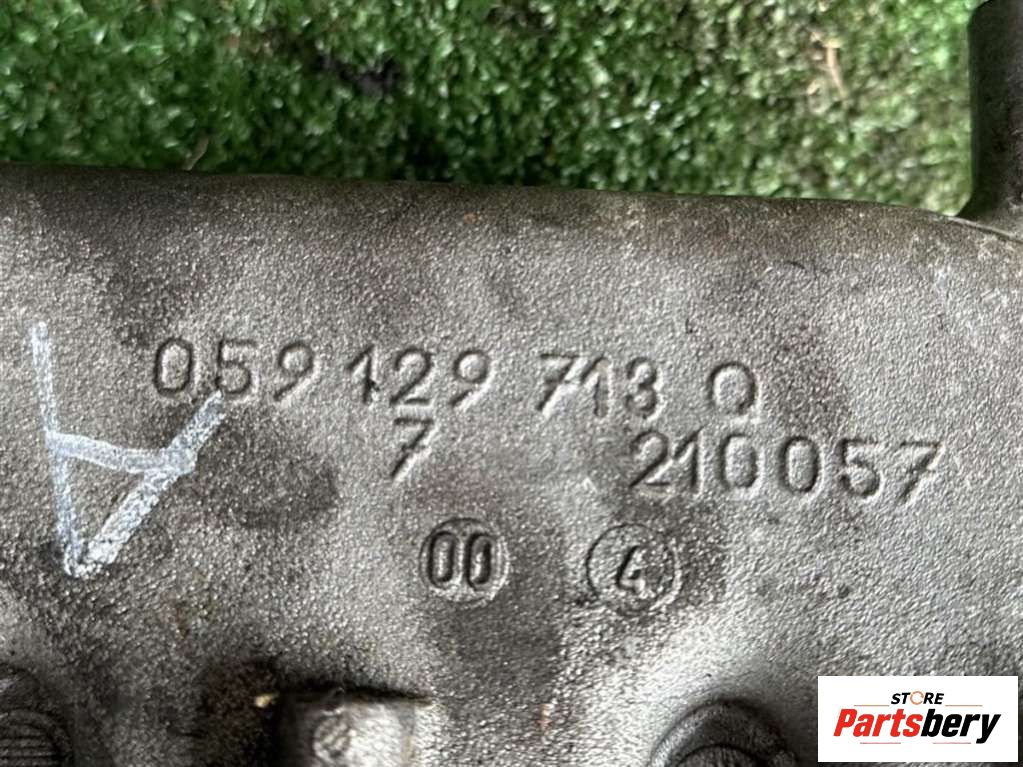 059 129 713 Q
7 210057
00 4
A
STORE
Partsbery